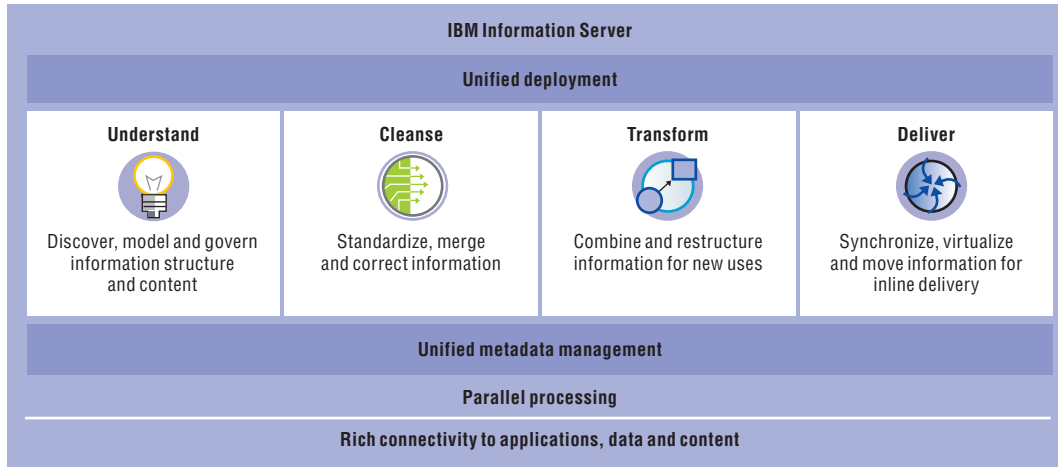 IBM Information Server
Unified deployment
Understand
Discover, model and govern
information structure
and content
Cleanse
Standardize, merge
and correct information
Transform
Combine and restructure
information for new uses
Deliver
Synchronize, virtualize
and move information for
inline delivery
Unified metadata management
Parallel processing
Rich connectivity to applications, data and content